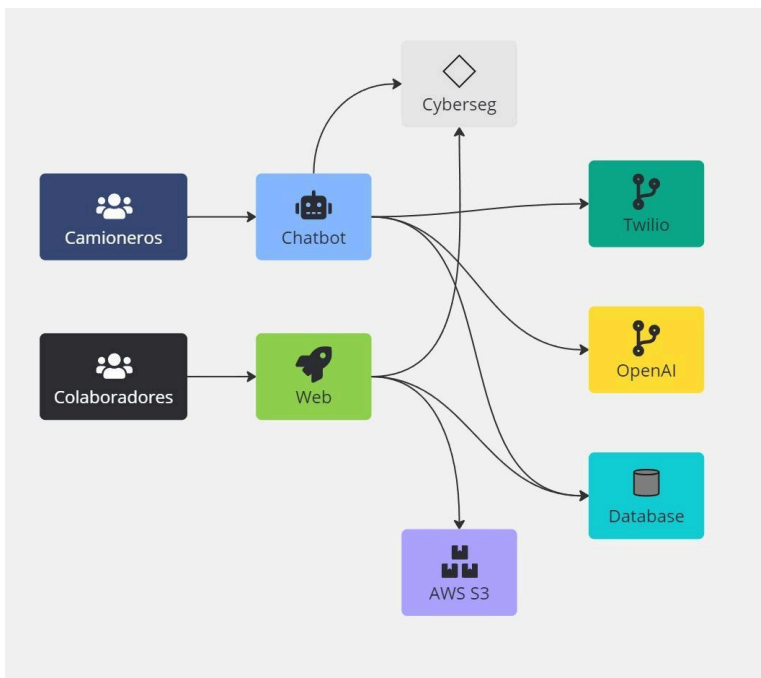 Cyberseg
Camioneros
Chatbot
Twilio
Colaboradores
Web
OpenAI
Database
AWS S3